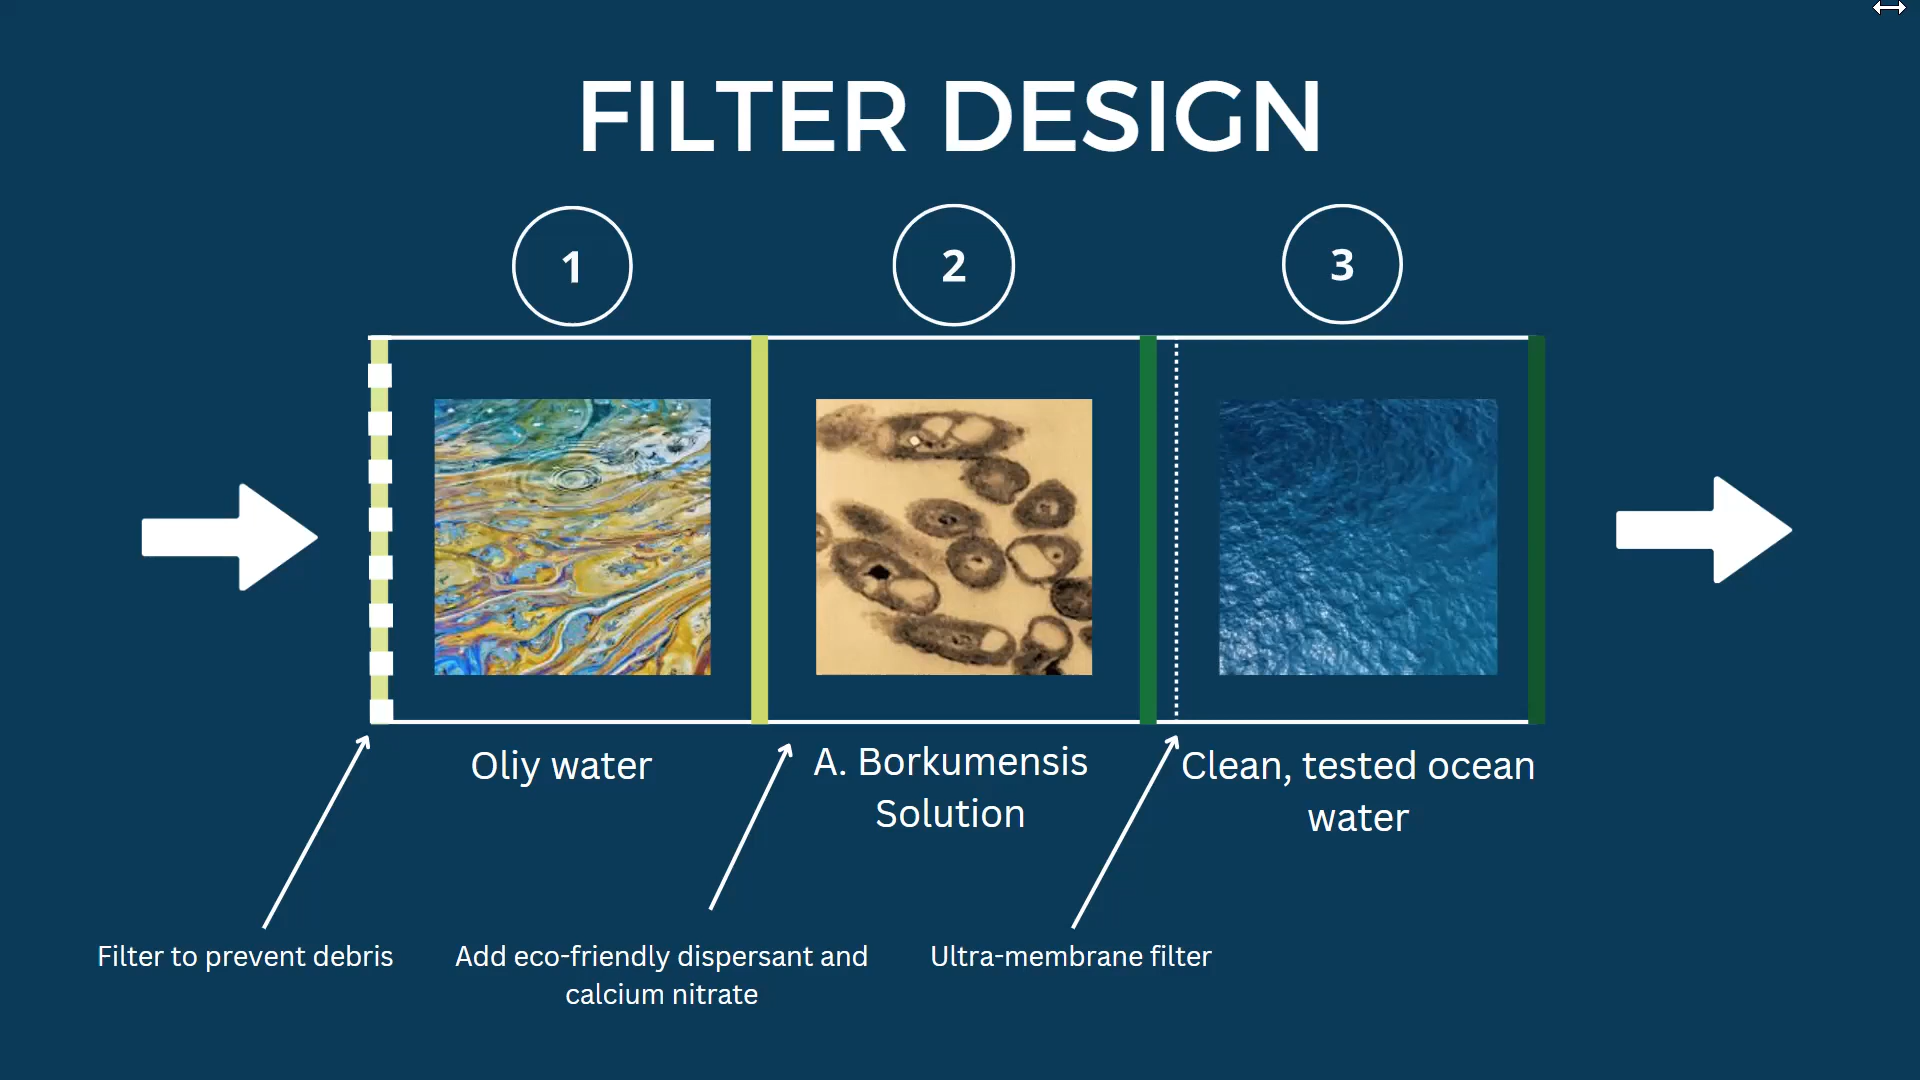 FILTER DESIGN
1
2
3
Oliy water
A. Borkumensis
Solution
Clean, tested ocean
water
Filter to prevent debris
Add eco-friendly dispersant and
calcium nitrate
Ultra-membrane filter